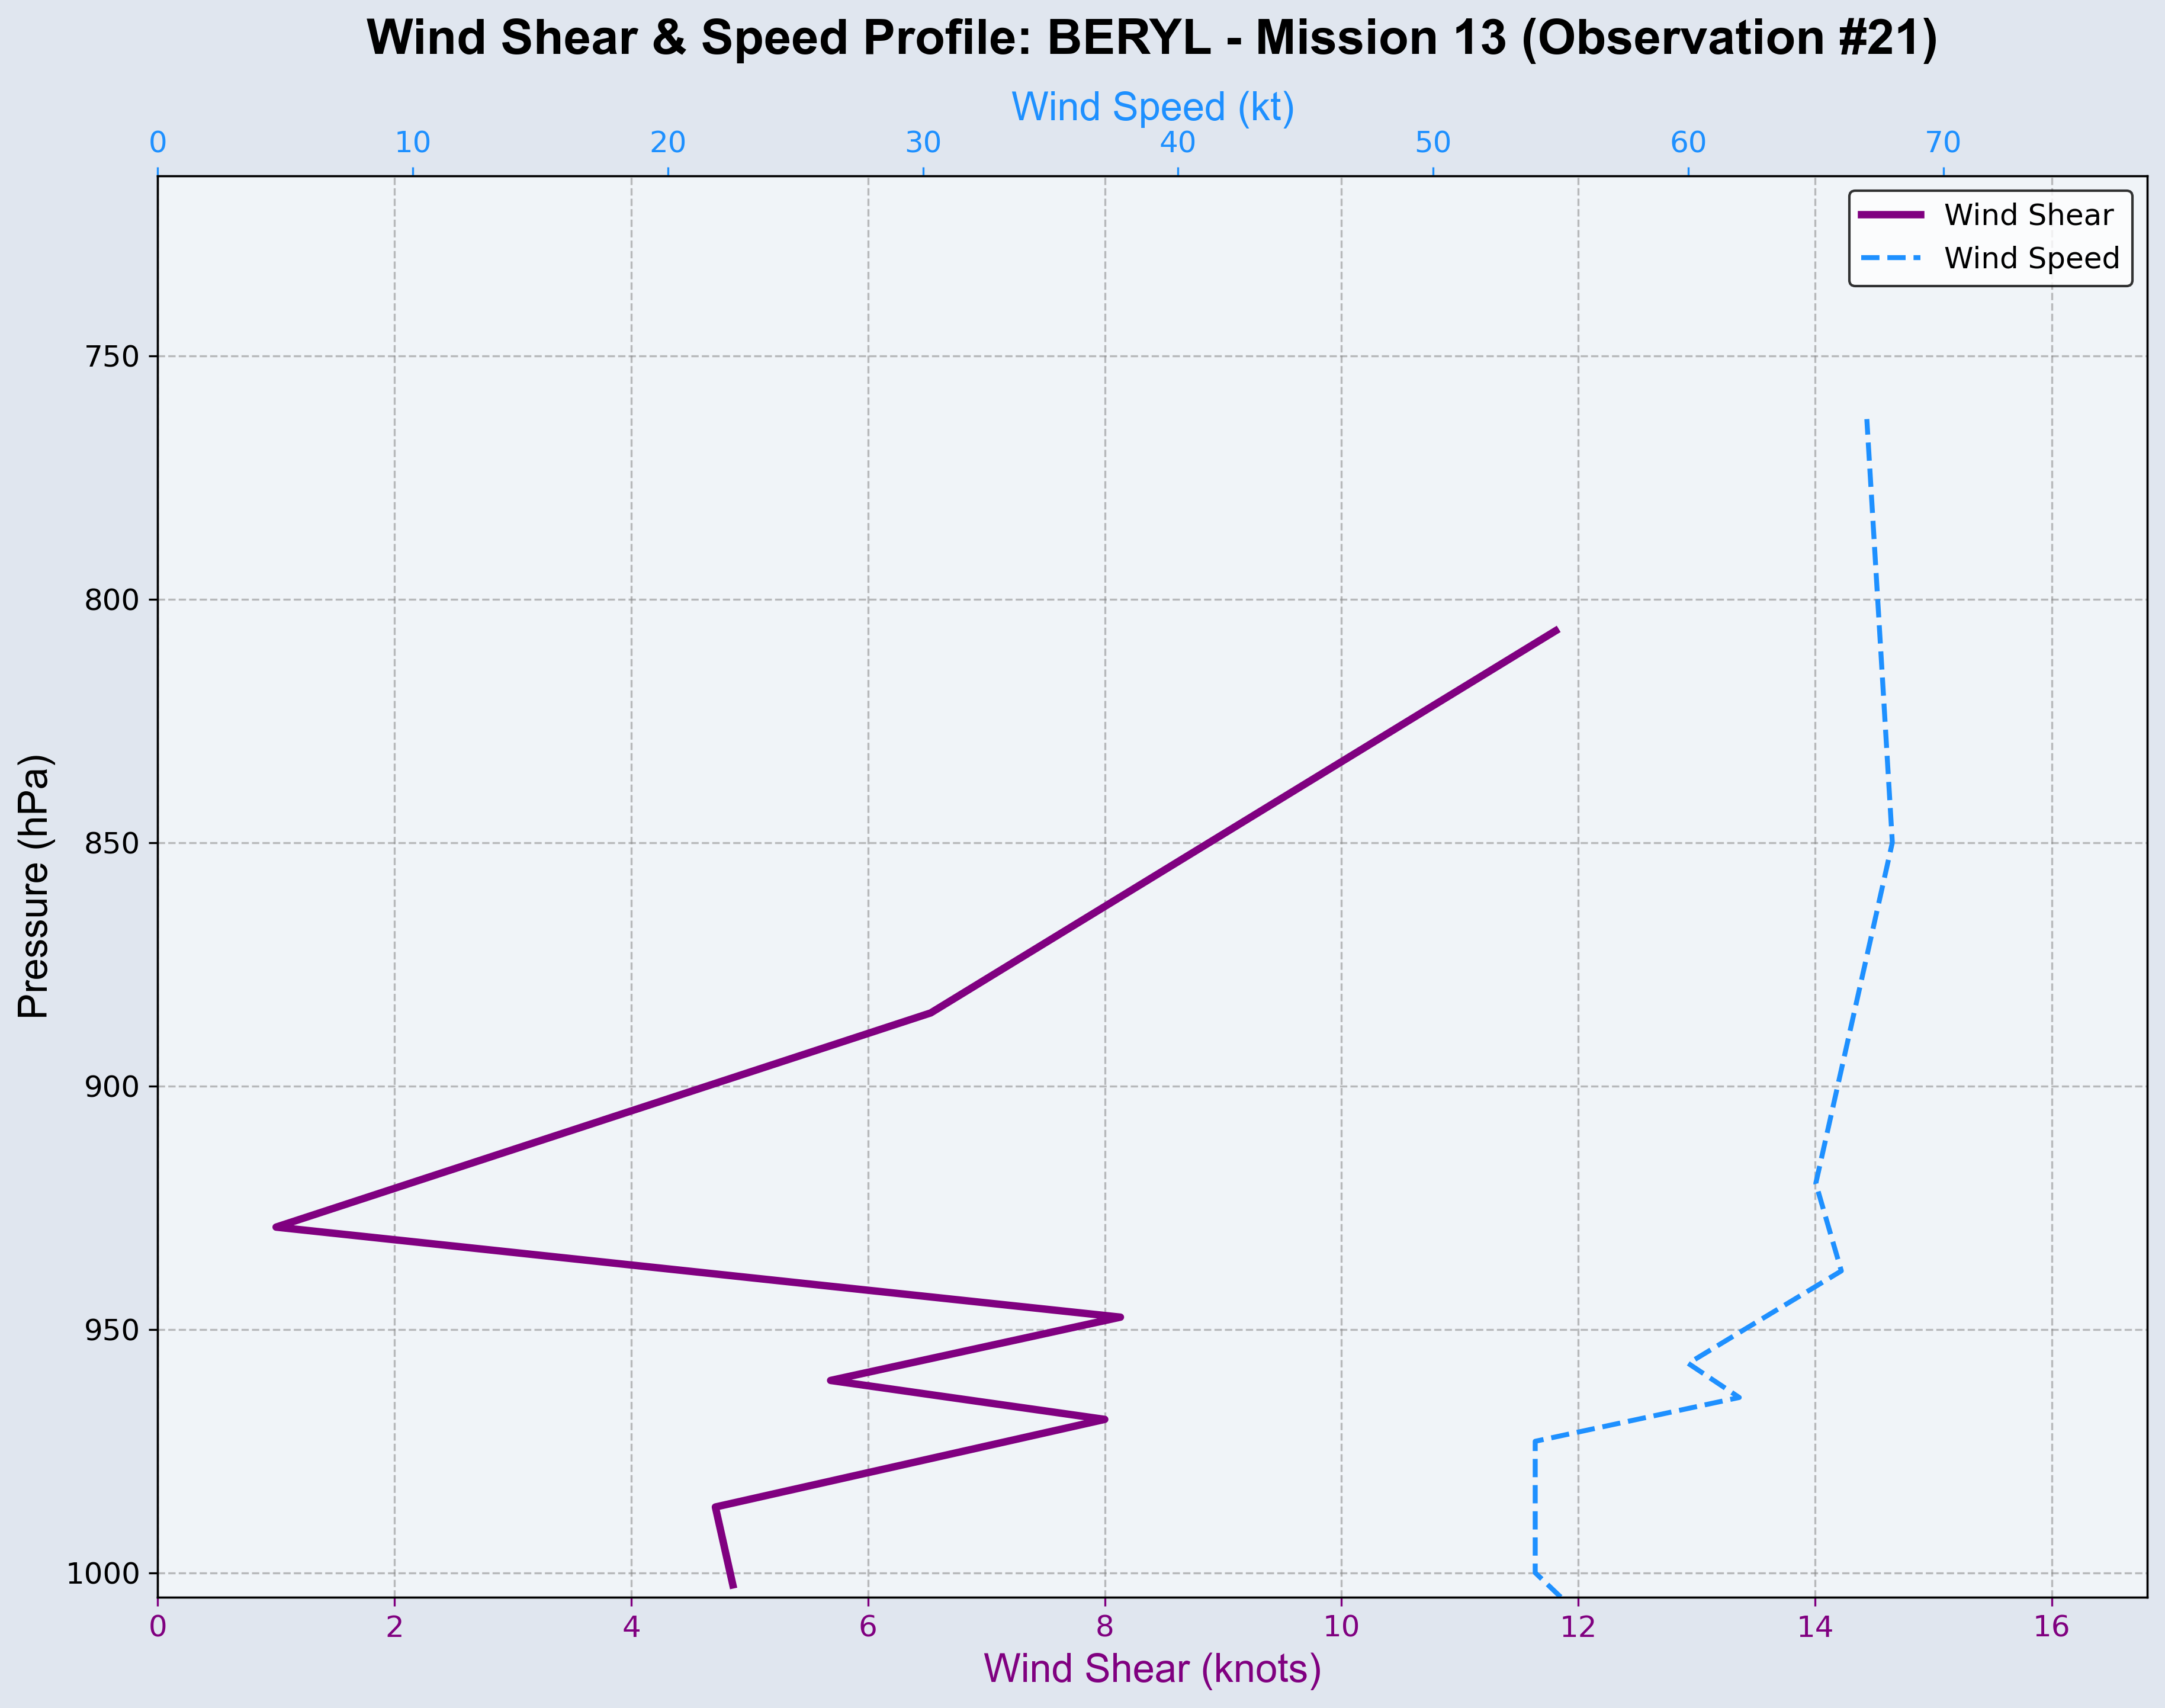 Wind Shear & Speed Profile: BERYL - Mission 13 (Observation #21)
Wind Speed (kt)
0 10 20 30 40 50 60 70
Wind Shear
Wind Speed
750
800
850
900
950
1000
Pressure (hPa)
0 2 4 6 8 10 12 14 16
Wind Shear (knots)